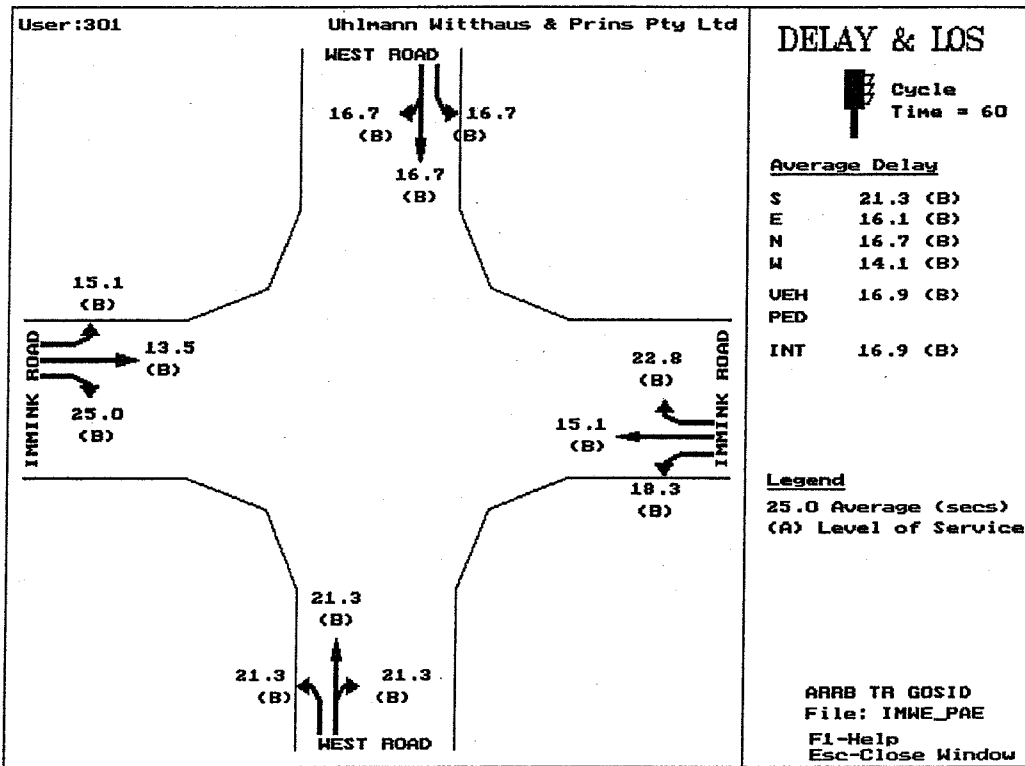 User:301
Uhlmann Witthaus & Prins Pty Ltd
WEST ROAD
16.7
(B)
16.7
(B)
16.7
(B)
15.1
(B)
13.5
(B)
25.0
(B)
IMMINK ROAD
22.8
(B)
15.1
(B)
18.3
(B)
IMMINK ROAD
21.3
(B)
21.3
(B)
21.3
(B)
WEST ROAD
DELAY & LOS
Cycle
Time = 60
Average Delay
S 21.3 (B)
E 16.1 (B)
N 16.7 (B)
W 14.1 (B)
VEH 16.9 (B)
PED
INT 16.9 (B)
Legend
25.0 Average (secs)
(A) Level of Service
ARRB TR GOSID
File: IMWE_PAE
F1-Help
Esc-Close Window